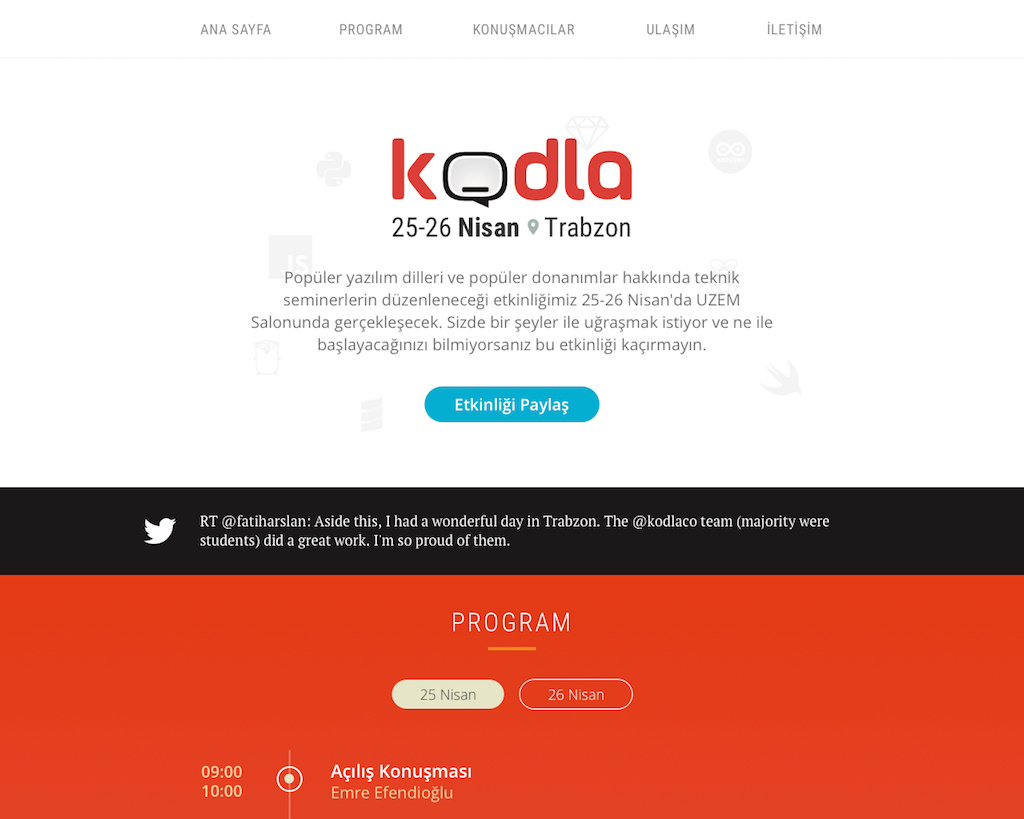 ANA SAYFA PROGRAM KONUŞMACILAR ULAŞIM İLETİŞİM
kodla
25-26 Nisan Trabzon
JS
Popüler yazılım dilleri ve popüler donanımlar hakkında teknik
seminerlerin düzenleneceği etkinliğimiz 25-26 Nisan'da UZEM
Salonunda gerçekleşecek. Sizde bir şeyler ile uğraşmak istiyor ve ne ile
başlayacağınızı bilmiyorsanız bu etkinliği kaçırmayın.
Etkinliği Paylaş
RT @fatiharslan: Aside this, I had a wonderful day in Trabzon. The @kodlaco team (majority were
students) did a great work. I'm so proud of them.
PROGRAM
25 Nisan 26 Nisan
09:00 Açılış Konuşması
10:00 Emre Efendioğlu